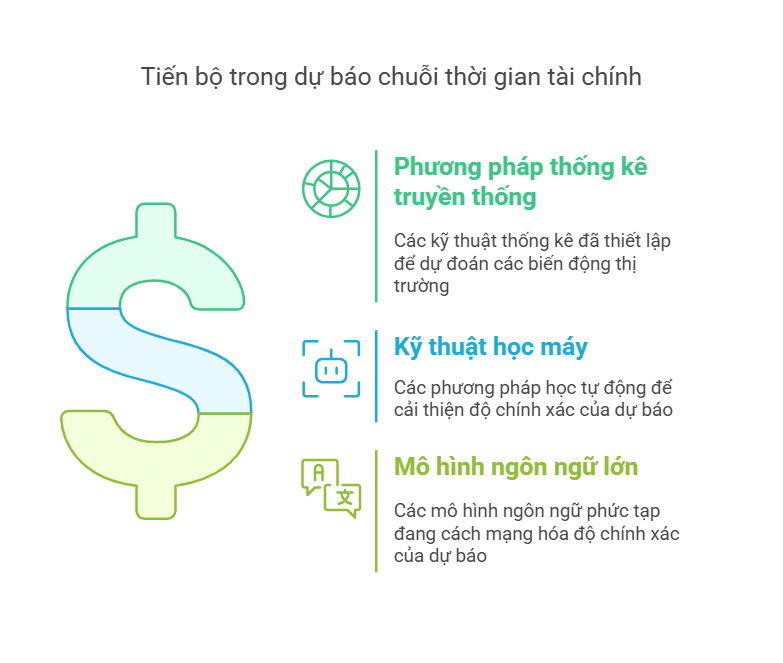 Tiến bộ trong dự báo chuỗi thời gian tài chính
Phương pháp thống kê
truyền thống
Các kỹ thuật thống kê đã thiết lập
để dự đoán các biến động thị
trường
Kỹ thuật học máy
Các phương pháp học tự động để
cải thiện độ chính xác của dự báo
A
文
Mô hình ngôn ngữ lớn
Các mô hình ngôn ngữ phức tạp
đang cách mạng hóa độ chính xác
của dự báo